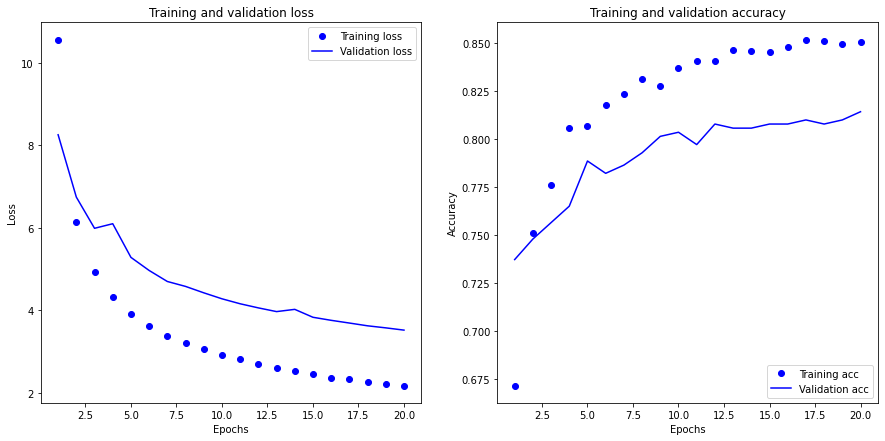 Training and validation loss
Training loss
Validation loss
10
8
6
4
2
Loss
2.5 5.0 7.5 10.0 12.5 15.0 17.5 20.0
Epochs
Training and validation accuracy
0.850
0.825
0.800
0.775
0.750
0.725
0.700
0.675
Accuracy
Training acc
Validation acc
2.5 5.0 7.5 10.0 12.5 15.0 17.5 20.0
Epochs